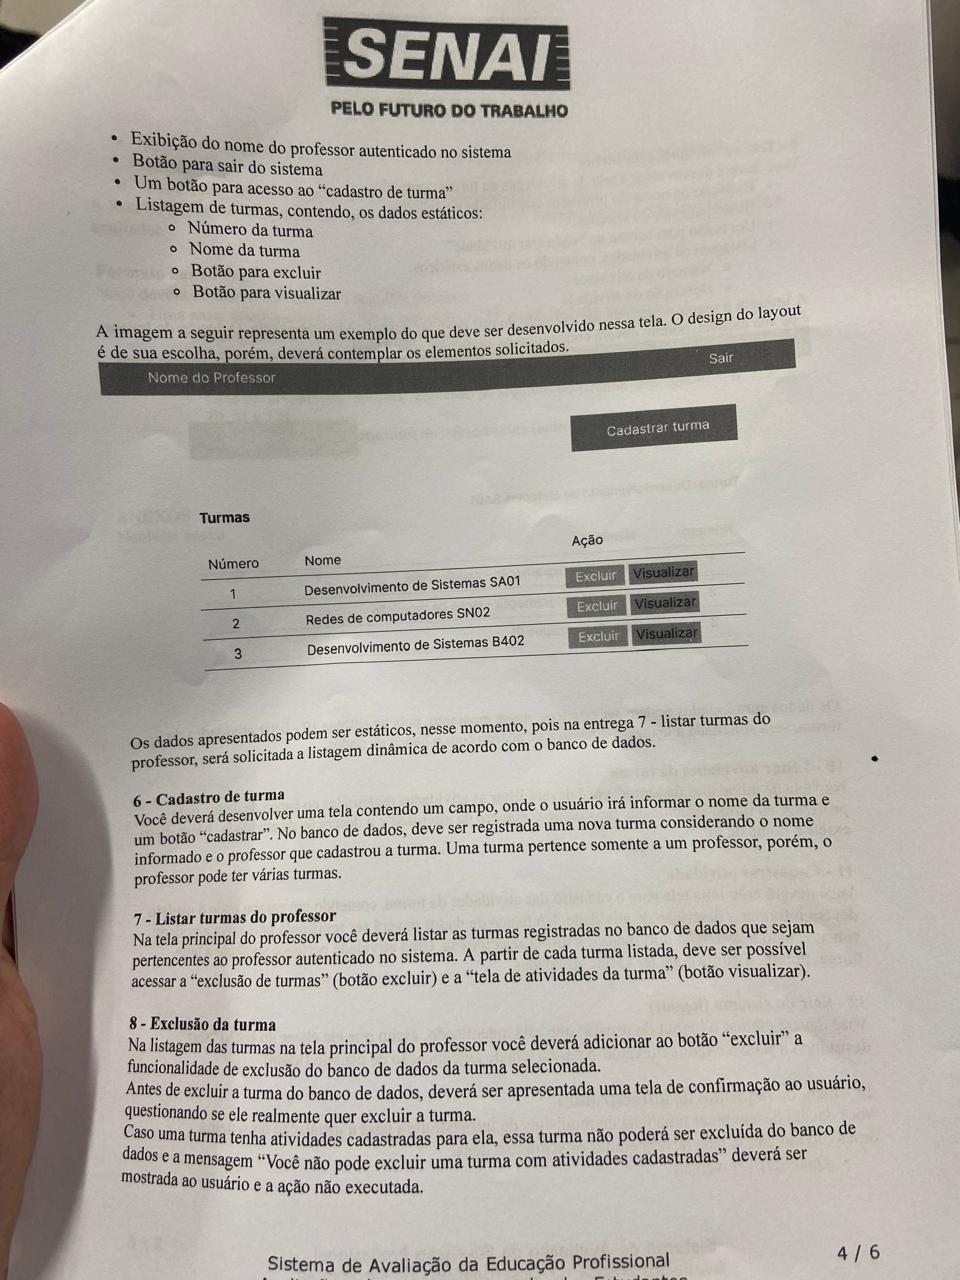 SENAI
PELO FUTURO DO TRABALHO
• Exibição do nome do professor autenticado no sistema
• Botão para sair do sistema
• Um botão para acesso ao “cadastro de turma”
• Listagem de turmas, contendo, os dados estáticos:
o Número da turma
o Nome da turma
o Botão para excluir
o Botão para visualizar
A imagem a seguir representa um exemplo do que deve ser desenvolvido nessa tela. O design do layout
é de sua escolha, porém, deverá contemplar os elementos solicitados.
Nome do Professor Sair
Cadastrar turma
Turmas
Número Nome Ação
1 Desenvolvimento de Sistemas SA01 Excluir Visualizar
2 Redes de computadores SN02 Excluir Visualizar
3 Desenvolvimento de Sistemas B402 Excluir Visualizar
Os dados apresentados podem ser estáticos, nesse momento, pois na entrega 7 - listar turmas do
professor, será solicitada a listagem dinâmica de acordo com o banco de dados.
6 - Cadastro de turma
Você deverá desenvolver uma tela contendo um campo, onde o usuário irá informar o nome da turma e
um botão “cadastrar”. No banco de dados, deve ser registrada uma nova turma considerando o nome
informado e o professor que cadastrou a turma. Uma turma pertence somente a um professor, porém, o
professor pode ter várias turmas.
7 - Listar turmas do professor
Na tela principal do professor você deverá listar as turmas registradas no banco de dados que sejam
pertencentes ao professor autenticado no sistema. A partir de cada turma listada, deve ser possível
acessar a “exclusão de turmas” (botão excluir) e a “tela de atividades da turma” (botão visualizar).
8 - Exclusão da turma
Na listagem das turmas na tela principal do professor você deverá adicionar ao botão “excluir” a
funcionalidade de exclusão do banco de dados da turma selecionada.
Antes de excluir a turma do banco de dados, deverá ser apresentada uma tela de confirmação ao usuário,
questionando se ele realmente quer excluir a turma.
Caso uma turma tenha atividades cadastradas para ela, essa turma não poderá ser excluída do banco de
dados e a mensagem “Você não pode excluir uma turma com atividades cadastradas” deverá ser
mostrada ao usuário e a ação não executada.
Sistema de Avaliação da Educação Profissional
4 / 6